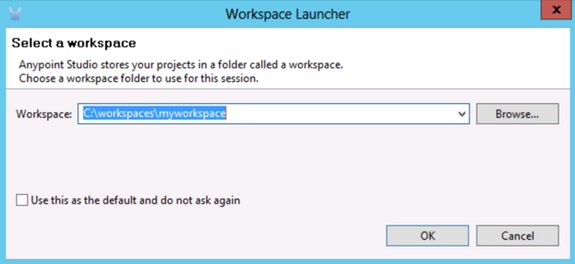 Workspace Launcher
x
Select a workspace
Anypoint Studio stores your projects in a folder called a workspace.
Choose a workspace folder to use for this session.
Workspace: C:\workspaces\myworkspace Browse...
Use this as the default and do not ask again
OK Cancel